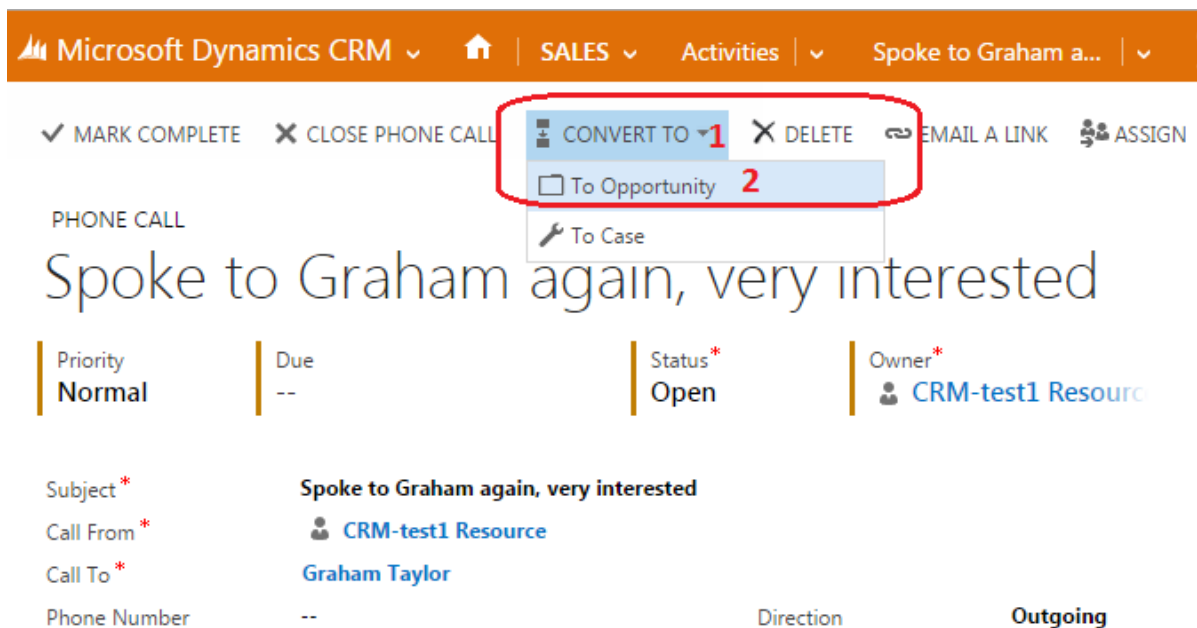 Microsoft Dynamics CRM SALES Activities Spoke to Graham a...
MARK COMPLETE CLOSE PHONE CALL CONVERT TO 1 DELETE EMAIL A LINK ASSIGN
To Opportunity 2
To Case
PHONE CALL
Spoke to Graham again, very interested
Priority Due Status* Owner*
Normal -- Open CRM-test1 Resourc
Subject* Spoke to Graham again, very interested
Call From* CRM-test1 Resource
Call To* Graham Taylor
Phone Number -- Direction Outgoing